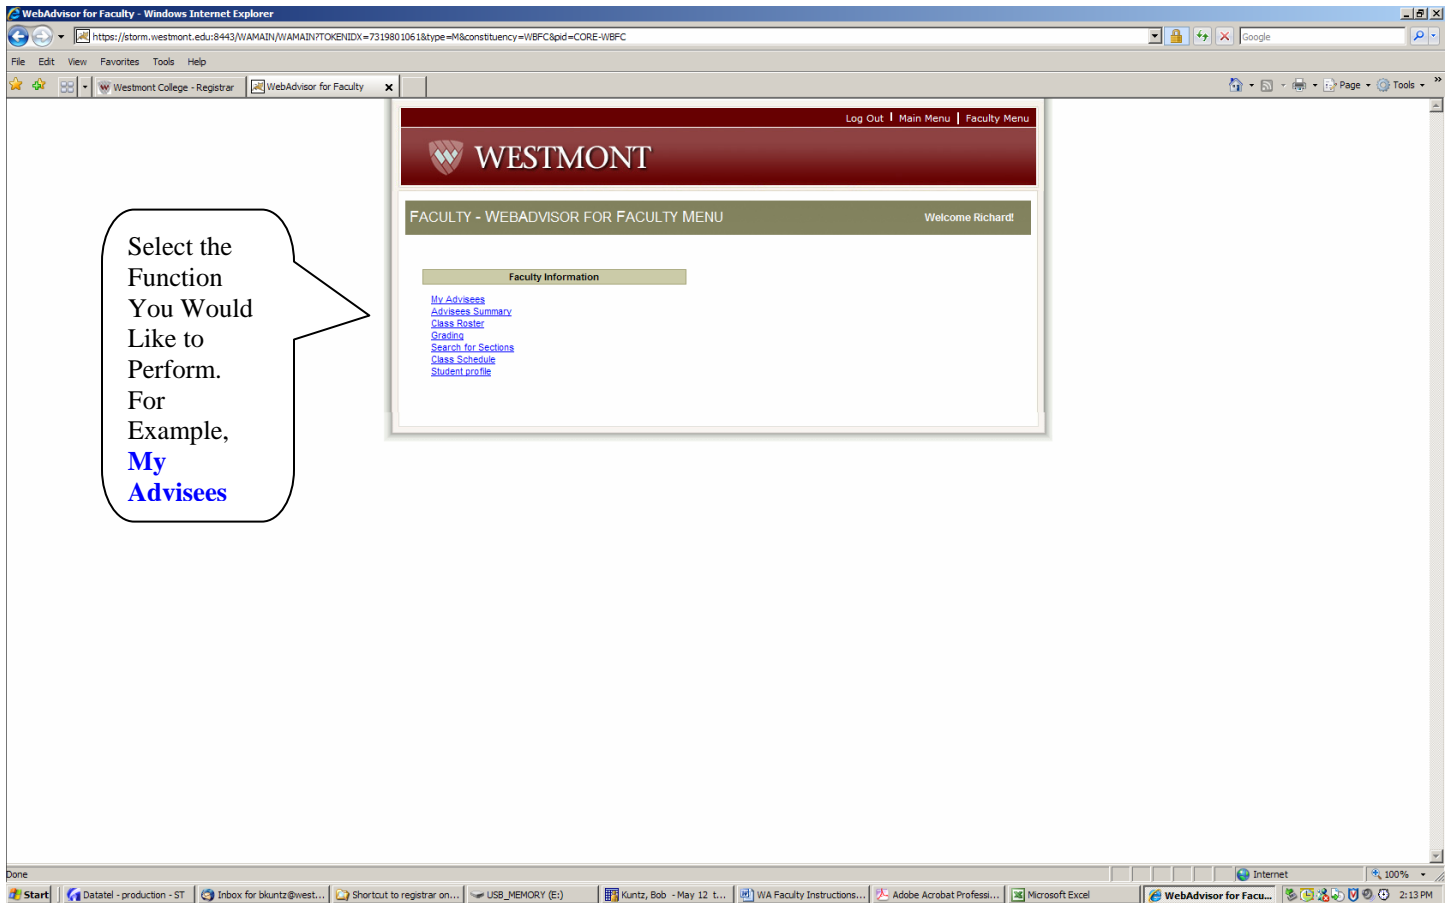 WebAdvisor for Faculty - Windows Internet Explorer
https://storm.westmont.edu:8443/WAMAIN/WAMAIN?TOKENIDX=7319801061&type=M&constituency=WBFC&pid=CORE-WBFC
Google
File Edit View Favorites Tools Help
Westmont College - Registrar
WebAdvisor for Faculty
Page
Tools
Log Out
Main Menu
Faculty Menu
WESTMONT
FACULTY - WEBADVISOR FOR FACULTY MENU
Welcome Richard!
Faculty Information
My Advisees
Advisees Summary
Class Roster
Grading
Search for Sections
Class Schedule
Student profile
Select the
Function
You Would
Like to
Perform.
For
Example,
My
Advisees
Done
Internet
100%
Start
Datatel - production - ST
Inbox for bkuntz@west...
Shortcut to registrar on...
USB_MEMORY (E:)
Kuntz, Bob - May 12 t...
WA Faculty Instructions...
Adobe Acrobat Professi...
Microsoft Excel
WebAdvisor for Facu...
2:13 PM